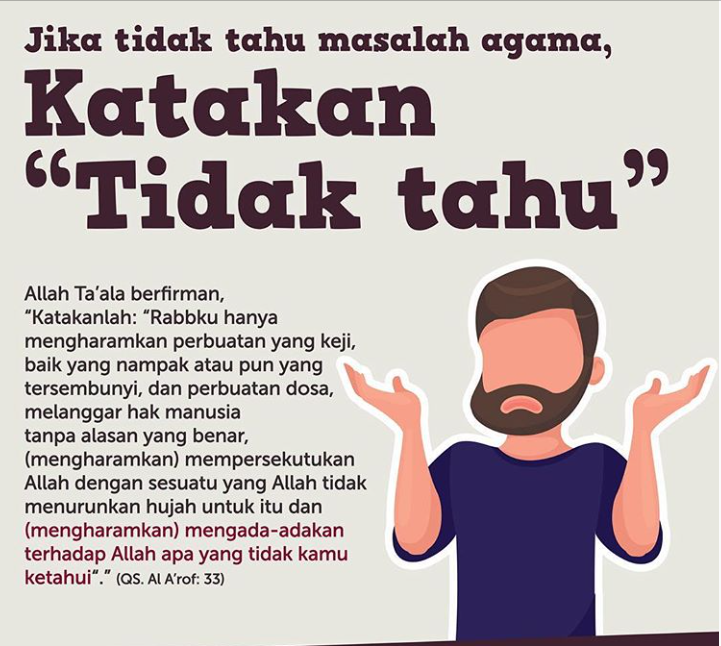 Jika tidak tahu masalah agama,
Katakan
“Tidak tahu”
Allah Ta’ala berfirman,
“Katakanlah: “Rabbku hanya
mengharamkan perbuatan yang keji,
baik yang nampak atau pun yang
tersembunyi, dan perbuatan dosa,
melanggar hak manusia
tanpa alasan yang benar,
(mengharamkan) mempersekutukan
Allah dengan sesuatu yang Allah tidak
menurunkan hujah untuk itu dan
(mengharamkan) mengada-adakan
terhadap Allah apa yang tidak kamu
ketahui“.” (QS. Al A’rof: 33)